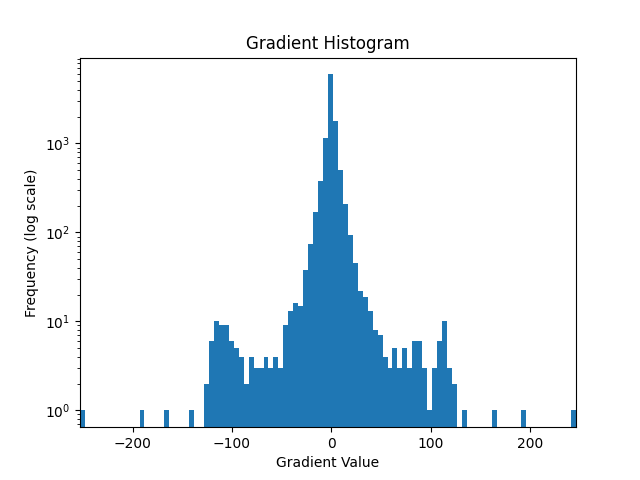 Gradient Histogram
Frequency (log scale)
10³
10²
10¹
10⁰
−200 −100 0 100 200
Gradient Value